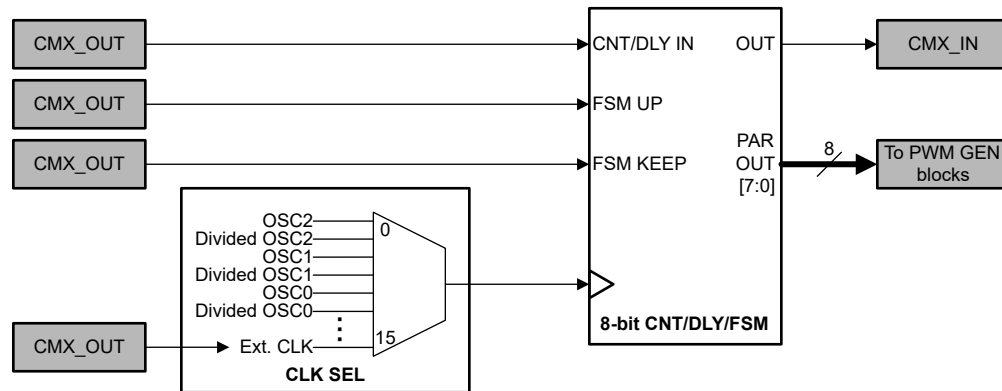 CMX_OUT
CNT/DLY IN
OUT
CMX_IN
CMX_OUT
FSM UP
CMX_OUT
FSM KEEP
PAR
OUT
[7:0]
8
To PWM GEN
blocks
OSC2
Divided OSC2
OSC1
Divided OSC1
OSC0
Divided OSC0
0
15
CMX_OUT
Ext. CLK
CLK SEL
8-bit CNT/DLY/FSM